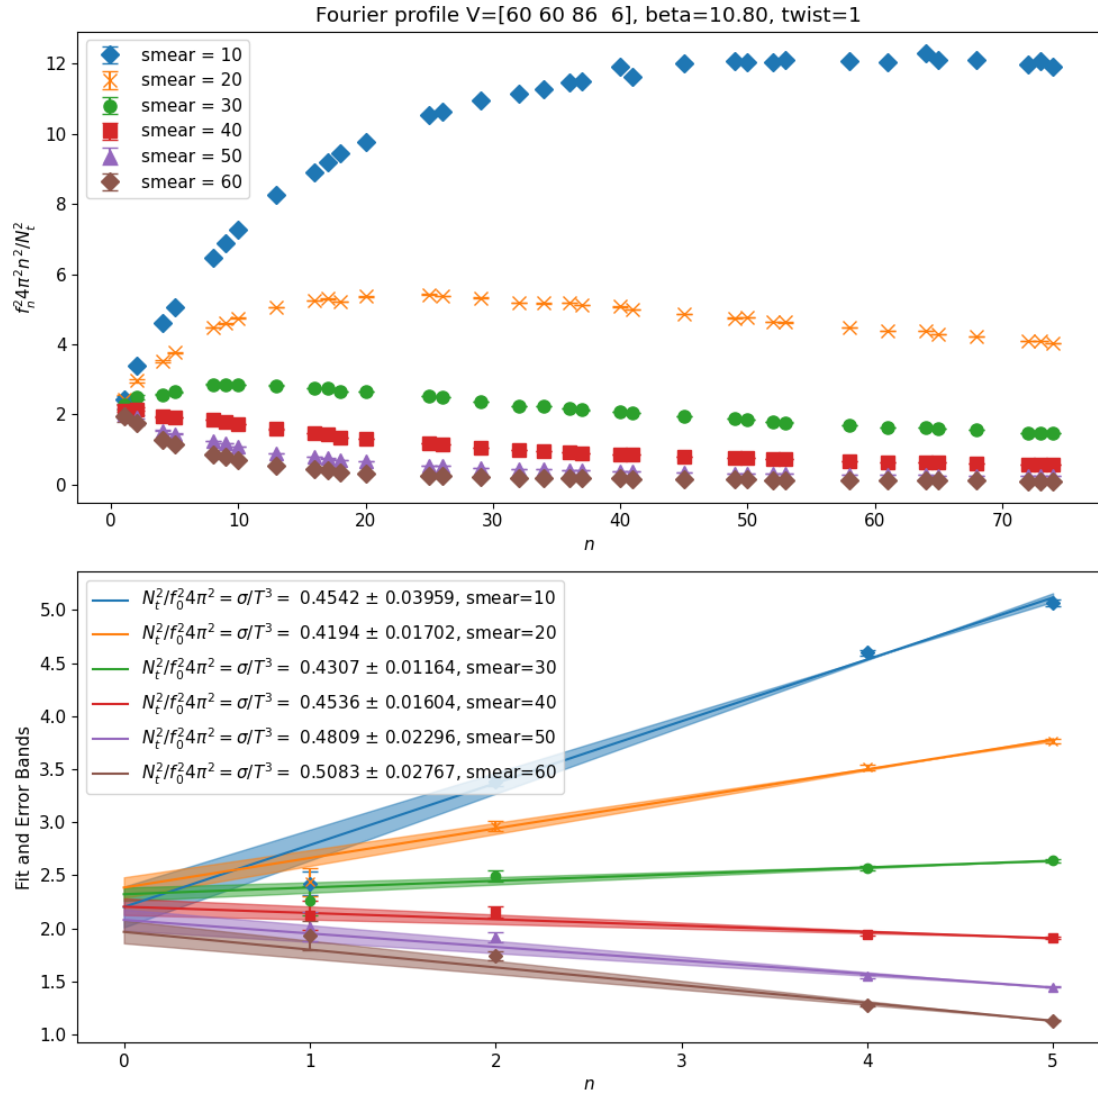 Fourier profile V=[60 60 86  6], beta=10.80, twist=1
smear = 10
smear = 20
smear = 30
smear = 40
smear = 50
smear = 60
f_n^2 4π^2 n^2/N_t^2
12
10
8
6
4
2
0
0 10 20 30 40 50 60 70
n
N_t^2/f_0^2 4π^2 = σ/T^3 = 0.4542 ± 0.03959, smear=10
N_t^2/f_0^2 4π^2 = σ/T^3 = 0.4194 ± 0.01702, smear=20
N_t^2/f_0^2 4π^2 = σ/T^3 = 0.4307 ± 0.01164, smear=30
N_t^2/f_0^2 4π^2 = σ/T^3 = 0.4536 ± 0.01604, smear=40
N_t^2/f_0^2 4π^2 = σ/T^3 = 0.4809 ± 0.02296, smear=50
N_t^2/f_0^2 4π^2 = σ/T^3 = 0.5083 ± 0.02767, smear=60
Fit and Error Bands
5.0
4.5
4.0
3.5
3.0
2.5
2.0
1.5
1.0
0 1 2 3 4 5
n